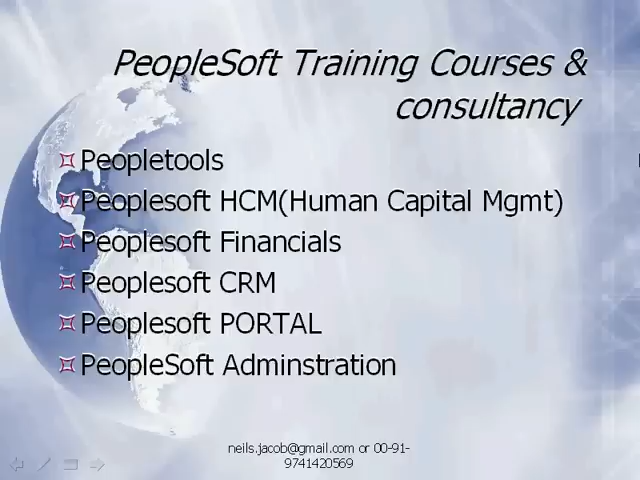 PeopleSoft Training Courses &
consultancy
Peopletools
Peoplesoft HCM(Human Capital Mgmt)
Peoplesoft Financials
Peoplesoft CRM
Peoplesoft PORTAL
PeopleSoft Adminstration
neils.jacob@gmail.com or 00-91-
9741420569